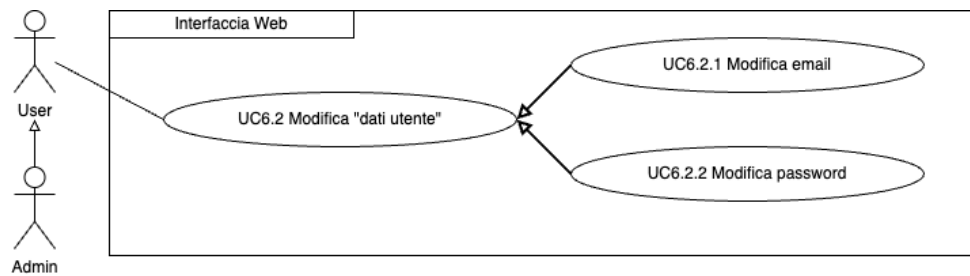 Interfaccia Web
User
UC6.2 Modifica "dati utente"
UC6.2.1 Modifica email
UC6.2.2 Modifica password
Admin